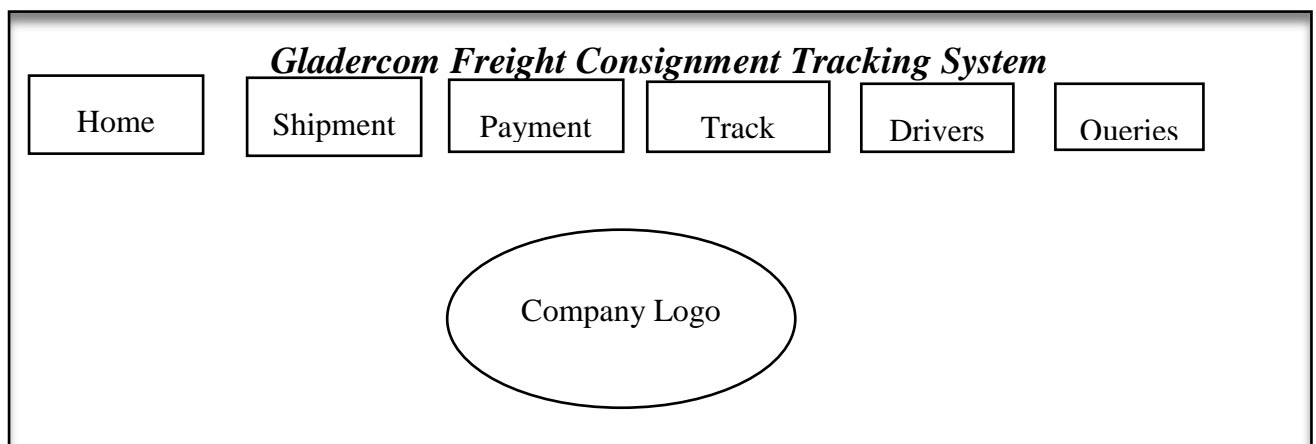 Gladercom Freight Consignment Tracking System
Home Shipment Payment Track Drivers Queries
Company Logo